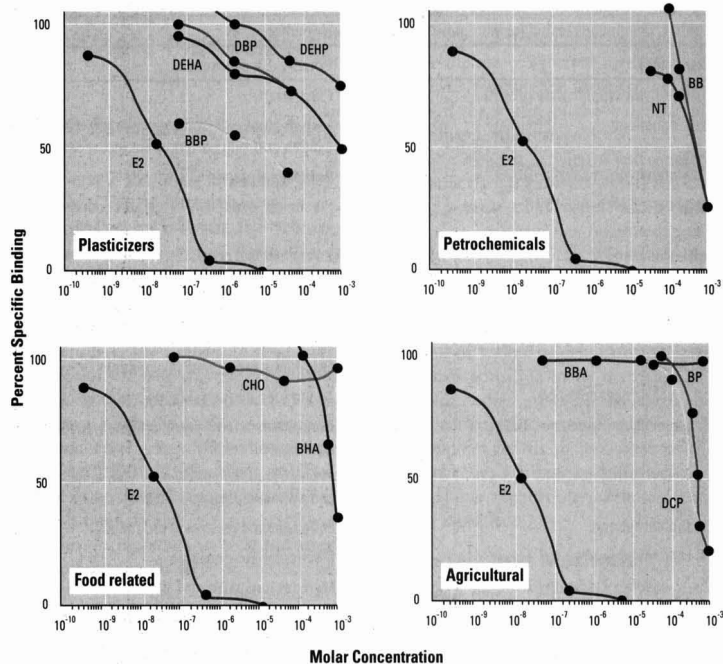 Percent Specific Binding
100
50
0
DEHA
DBP
DEHP
BBP
E2
Plasticizers
10-10 10-9 10-8 10-7 10-6 10-5 10-4 10-3
100
50
0
BB
NT
E2
Petrochemicals
10-10 10-9 10-8 10-7 10-6 10-5 10-4 10-3
100
50
0
CHO
BHA
E2
Food related
10-10 10-9 10-8 10-7 10-6 10-5 10-4 10-3
100
50
0
BBA
BP
E2
DCP
Agricultural
10-10 10-9 10-8 10-7 10-6 10-5 10-4 10-3
Molar Concentration